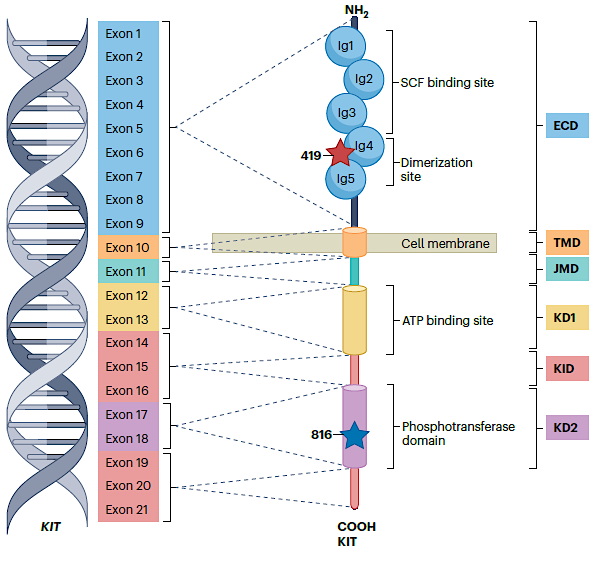 NH2
Exon 1
Exon 2
Exon 3
Exon 4
Exon 5
Exon 6
Exon 7
Exon 8
Exon 9
Exon 10
Exon 11
Exon 12
Exon 13
Exon 14
Exon 15
Exon 16
Exon 17
Exon 18
Exon 19
Exon 20
Exon 21
KIT
Ig1
Ig2
Ig3
Ig4
419
Ig5
816
COOH
KIT
SCF binding site
Dimerization
site
Cell membrane
ATP binding site
Phosphotransferase
domain
ECD
TMD
JMD
KD1
KID
KD2